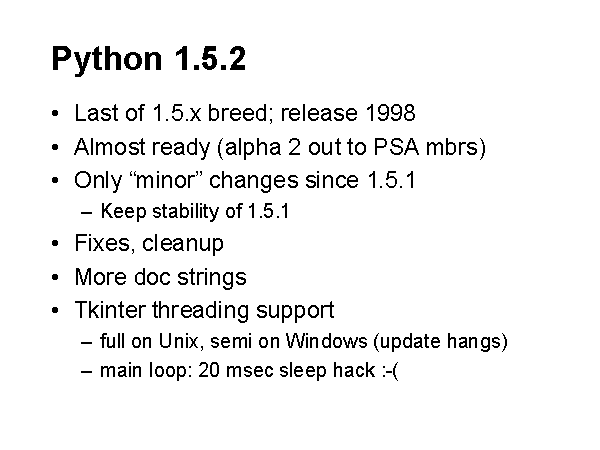 Python 1.5.2
• Last of 1.5.x breed; release 1998
• Almost ready (alpha 2 out to PSA mbrs)
• Only “minor” changes since 1.5.1
– Keep stability of 1.5.1
• Fixes, cleanup
• More doc strings
• Tkinter threading support
– full on Unix, semi on Windows (update hangs)
– main loop: 20 msec sleep hack :-(